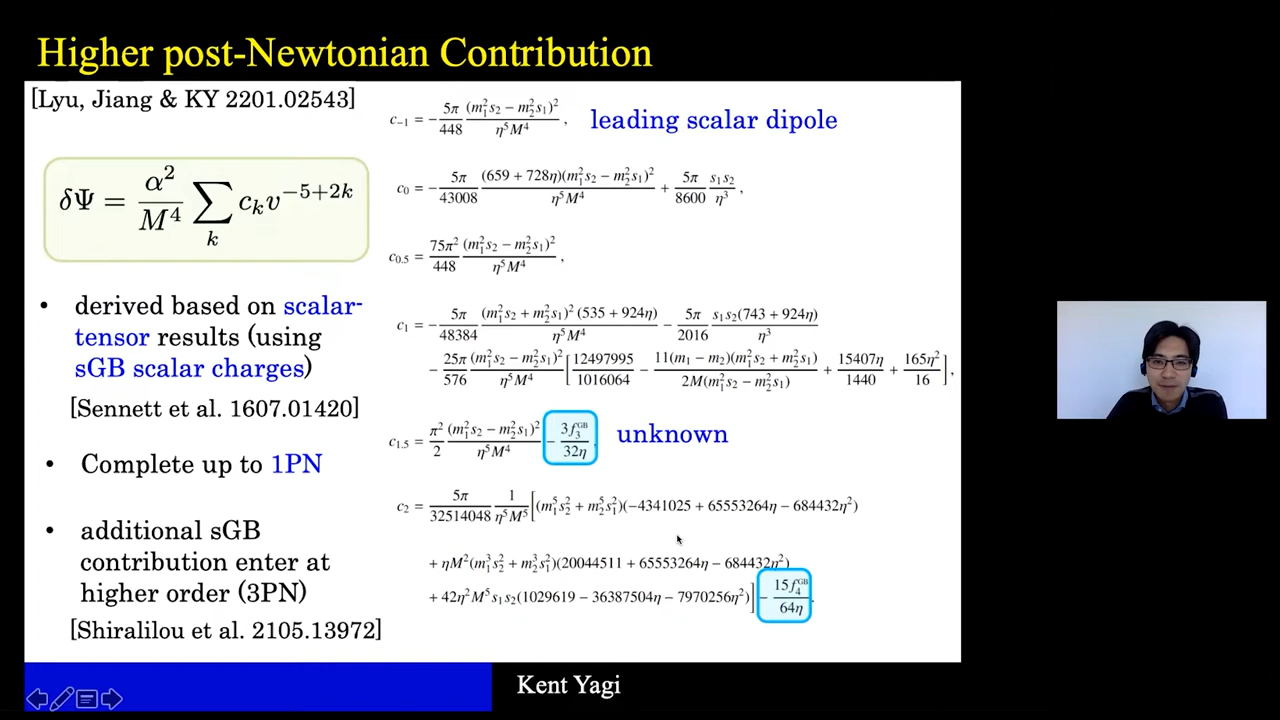 Higher post-Newtonian Contribution
[Lyu, Jiang & KY 2201.02543]
δΨ = α²/M⁴ ∑_k c_k v^{−5+2k}
• derived based on scalar-
tensor results (using
sGB scalar charges)
[Sennett et al. 1607.01420]
• Complete up to 1PN
• additional sGB
contribution enter at
higher order (3PN)
[Shiralilou et al. 2105.13972]
c_{−1} = − 5π/448 (m₁²s₂ − m₂²s₁)²/η⁵M⁴ , leading scalar dipole
c₀ = − 5π/43008 (659 + 728η)(m₁²s₂ − m₂²s₁)²/η⁵M⁴ + 5π/8600 s₁s₂/η³ ,
c_{0.5} = 75π²/448 (m₁²s₂ − m₂²s₁)²/η⁵M⁴ ,
c₁ = − 5π/48384 (m₁²s₂ + m₂²s₁)² (535 + 924η)/η⁵M⁴ − 5π/2016 s₁s₂(743 + 924η)/η³
− 25π/576 (m₁²s₂ − m₂²s₁)²/η⁵M⁴ [ 12497995/1016064 − 11(m₁ − m₂)(m₁²s₂ + m₂²s₁)/2M(m₁²s₂ − m₂²s₁) + 15407η/1440 + 165η²/16 ] ,
c_{1.5} = π²/2 (m₁²s₂ − m₂²s₁)²/η⁵M⁴ − 3f₃^{GB}/32η , unknown
c₂ = 5π/32514048 1/η⁵M⁵ [ (m₁⁵s₂² + m₂⁵s₁²)(−4341025 + 65553264η − 684432η²)
+ ηM²(m₁³s₂² + m₂³s₁²)(20044511 + 65553264η − 684432η²)
+ 42η²M⁵s₁s₂(1029619 − 36387504η − 7970256η²) ] − 15f₄^{GB}/64η .
Kent Yagi